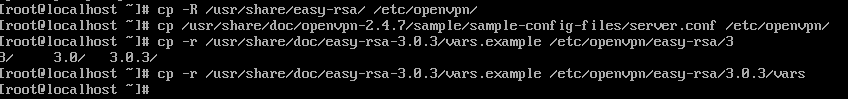 [root@localhost ~]# cp -R /usr/share/easy-rsa/ /etc/openvpn/
[root@localhost ~]# cp /usr/share/doc/openvpn-2.4.7/sample/sample-config-files/server.conf /etc/openvpn/
[root@localhost ~]# cp -r /usr/share/doc/easy-rsa-3.0.3/vars.example /etc/openvpn/easy-rsa/3
3/     3.0/   3.0.3/
[root@localhost ~]# cp -r /usr/share/doc/easy-rsa-3.0.3/vars.example /etc/openvpn/easy-rsa/3.0.3/vars
[root@localhost ~]#